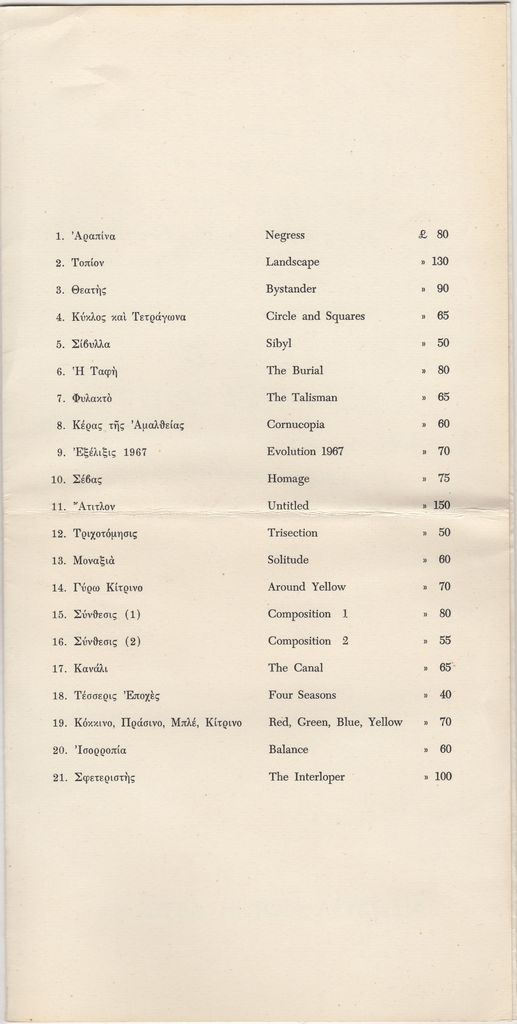 1. Ἀραπίνα Negress £ 80
2. Τοπίον Landscape » 130
3. Θεατὴς Bystander » 90
4. Κύκλος καὶ Τετράγωνα Circle and Squares » 65
5. Σίβυλλα Sibyl » 50
6. Ἡ Ταφὴ The Burial » 80
7. Φυλακτὸ The Talisman » 65
8. Κέρας τῆς Ἀμαλθείας Cornucopia » 60
9. Ἐξέλιξις 1967 Evolution 1967 » 70
10. Σέβας Homage » 75
11. Ἄτιτλον Untitled » 150
12. Τριχοτόμησις Trisection » 50
13. Μοναξιὰ Solitude » 60
14. Γύρω Κίτρινο Around Yellow » 70
15. Σύνθεσις (1) Composition 1 » 80
16. Σύνθεσις (2) Composition 2 » 55
17. Κανάλι The Canal » 65
18. Τέσσερις Ἐποχὲς Four Seasons » 40
19. Κόκκινο, Πράσινο, Μπλέ, Κίτρινο Red, Green, Blue, Yellow » 70
20. Ἰσορροπία Balance » 60
21. Σφετεριστὴς The Interloper » 100